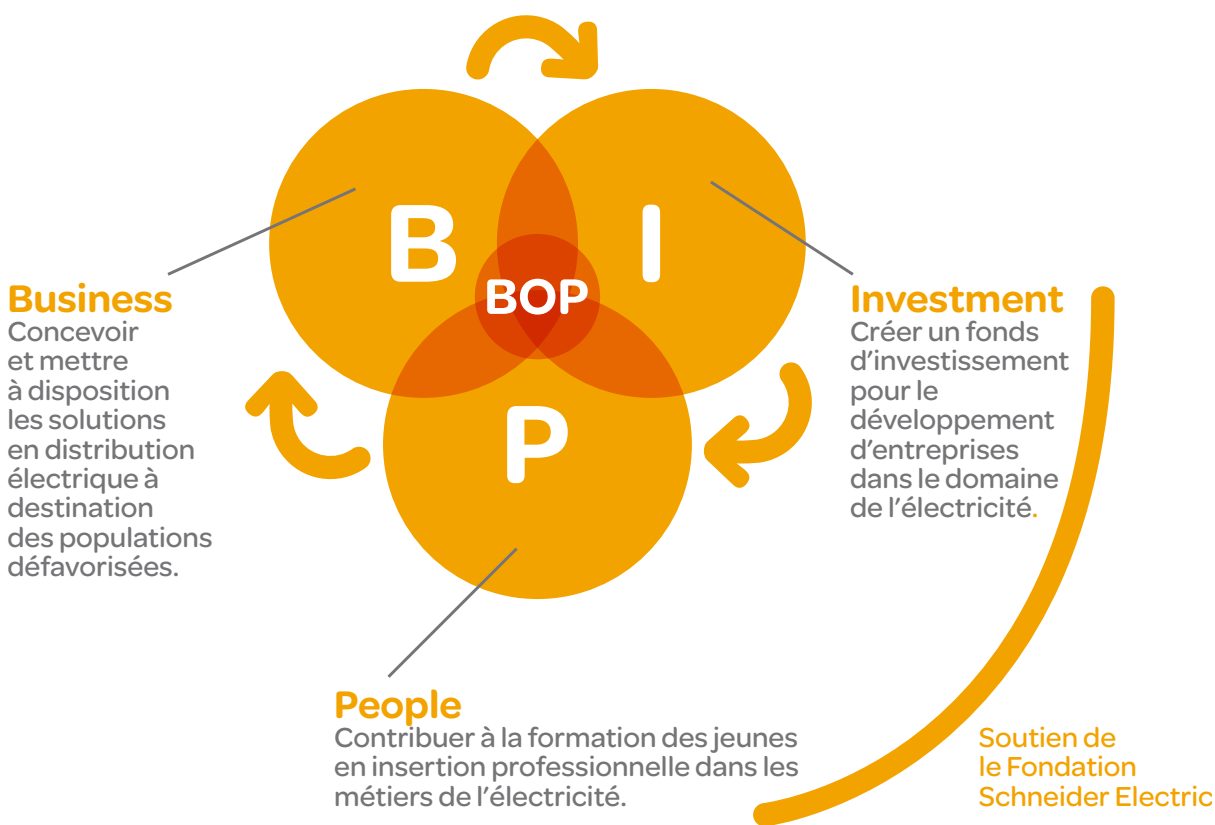 B
I
BOP
P
Business
Concevoir
et mettre
à disposition
les solutions
en distribution
électrique à
destination
des populations
défavorisées.
Investment
Créer un fonds
d’investissement
pour le
développement
d’entreprises
dans le domaine
de l’électricité.
People
Contribuer à la formation des jeunes
en insertion professionnelle dans les
métiers de l’électricité.
Soutien de
le Fondation
Schneider Electric